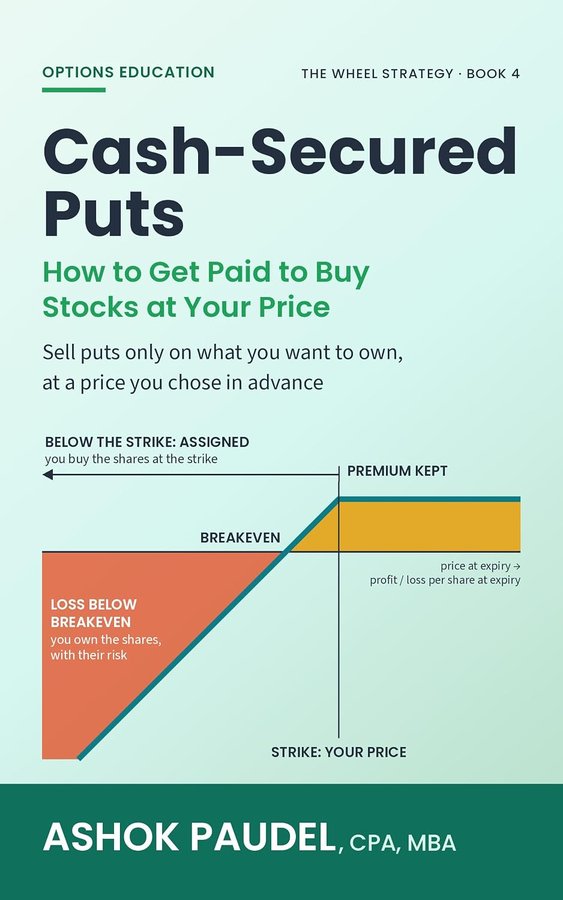 OPTIONS EDUCATION
THE WHEEL STRATEGY · BOOK 4
Cash-Secured
Puts
How to Get Paid to Buy
Stocks at Your Price
Sell puts only on what you want to own,
at a price you chose in advance
BELOW THE STRIKE: ASSIGNED
you buy the shares at the strike
PREMIUM KEPT
BREAKEVEN
price at expiry →
profit / loss per share at expiry
LOSS BELOW
BREAKEVEN
you own the shares,
with their risk
STRIKE: YOUR PRICE
ASHOK PAUDEL, CPA, MBA